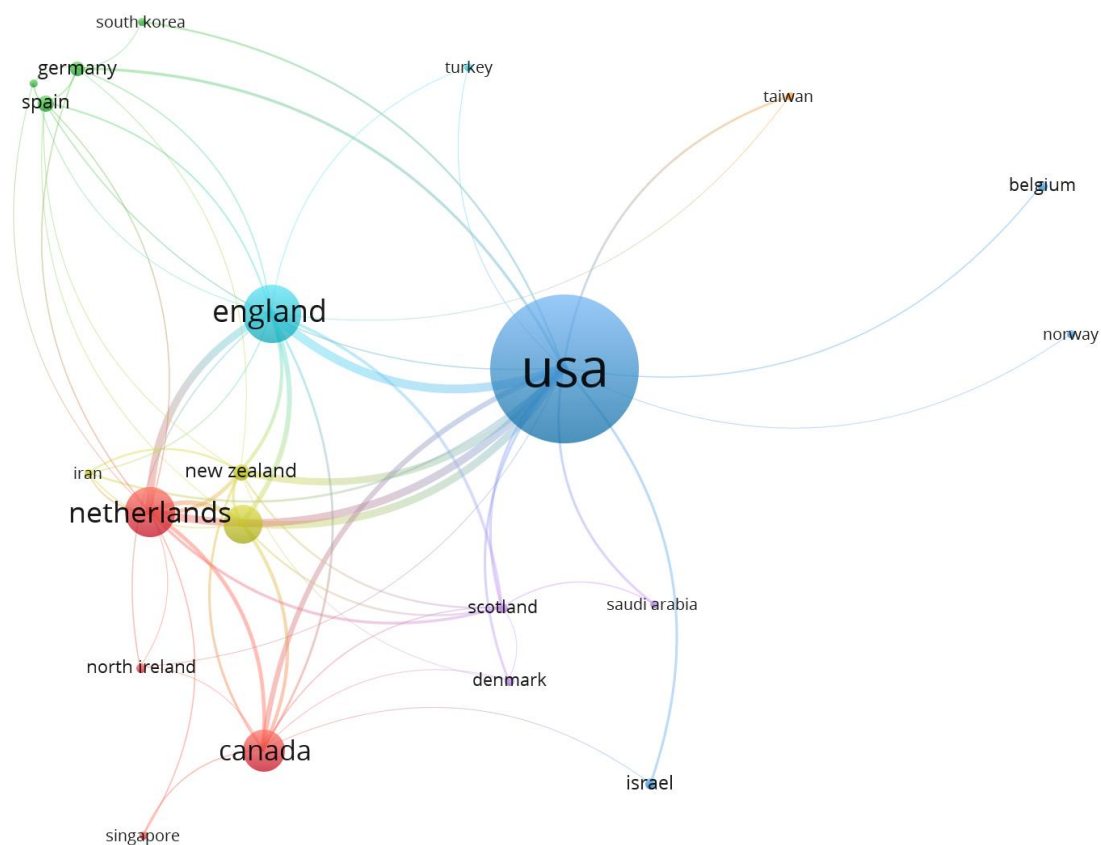 south korea
germany
turkey
spain
taiwan
belgium
england
norway
usa
iran
new zealand
netherlands
scotland
saudi arabia
north ireland
denmark
canada
israel
singapore